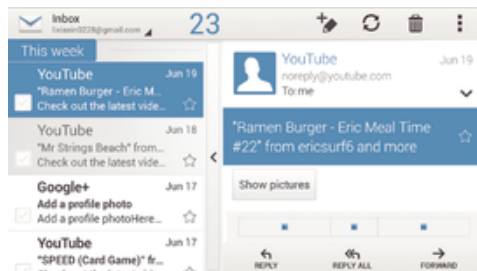 Inbox
lixiaxin0228@gmail.com
23
This week
YouTube Jun 19
"Ramen Burger - Eric M...
Check out the latest vide...
YouTube Jun 18
"Mr Strings Beach" from...
Check out the latest vide...
Google+ Jun 17
Add a profile photo
Add a profile photoHere...
YouTube Jun 17
"SPEED (Card Game)" fr...
YouTube Jun 19
noreply@youtube.com
To: me
"Ramen Burger - Eric Meal Time
#22" from ericsurf6 and more
Show pictures
REPLY
REPLY ALL
FORWARD